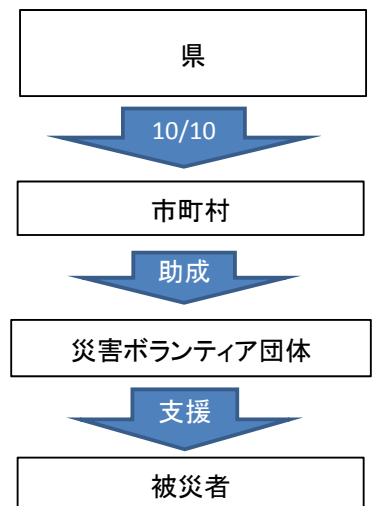 県
10/10
市町村
助成
災害ボランティア団体
支援
被災者